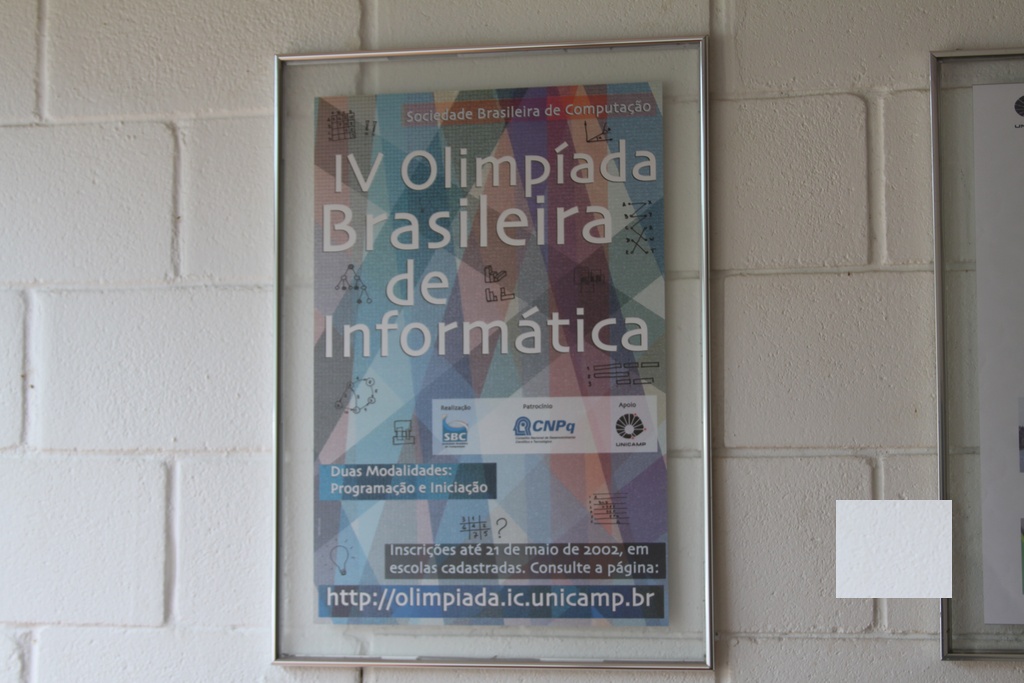 Sociedade Brasileira de Computação
IV Olimpíada
Brasileira
de
Informática
Realização
Patrocínio
Apoio
SBC
CNPq
UNICAMP
Duas Modalidades:
Programação e Iniciação
?
Inscrições até 21 de maio de 2002, em
escolas cadastradas. Consulte a página:
http://olimpiada.ic.unicamp.br